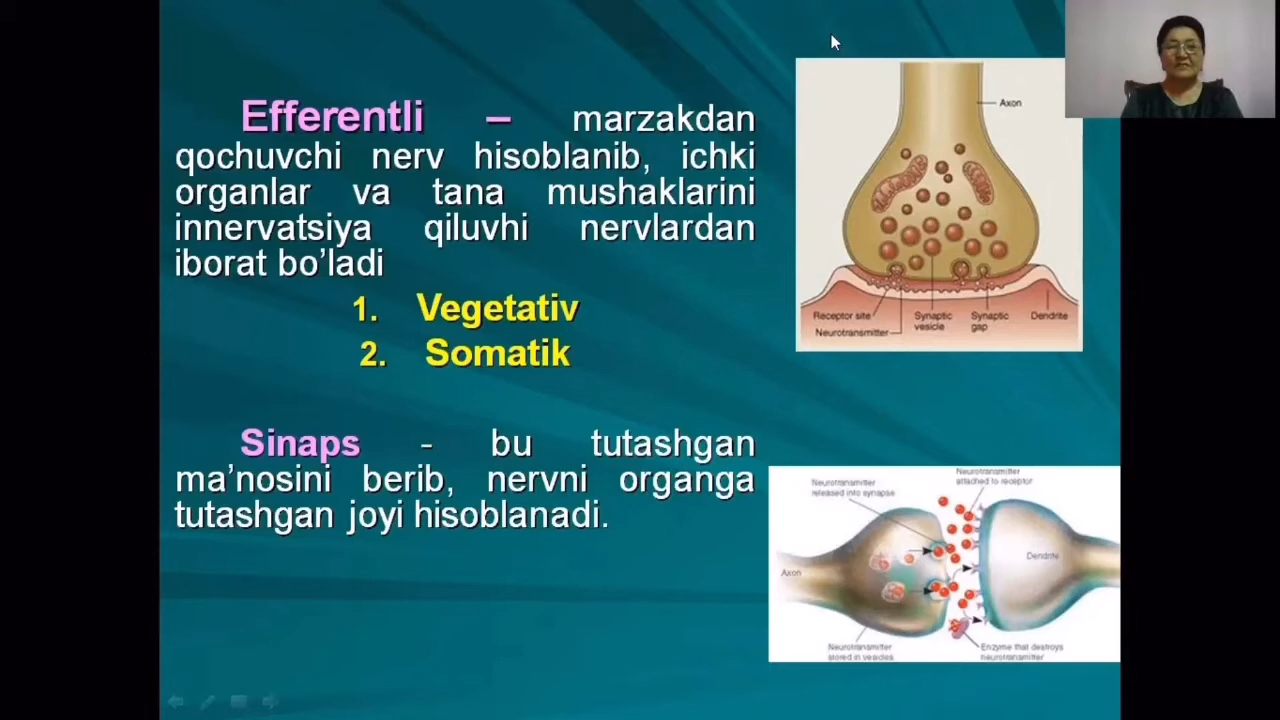 Efferentli – marzakdan
qochuvchi nerv hisoblanib, ichki
organlar va tana mushaklarini
innervatsiya qiluvhi nervlardan
iborat bo’ladi
1. Vegetativ
2. Somatik
Sinaps - bu tutashgan
ma’nosini berib, nervni organga
tutashgan joyi hisoblanadi.
Axon
Receptor site
Synaptic vesicle
Synaptic gap
Dendrite
Neurotransmitter
Neurotransmitter
released into synapse
Neurotransmitter
attached to receptor
Axon
Dendrite
Neurotransmitter
stored in vesicles
Enzyme that destroys
neurotransmitter